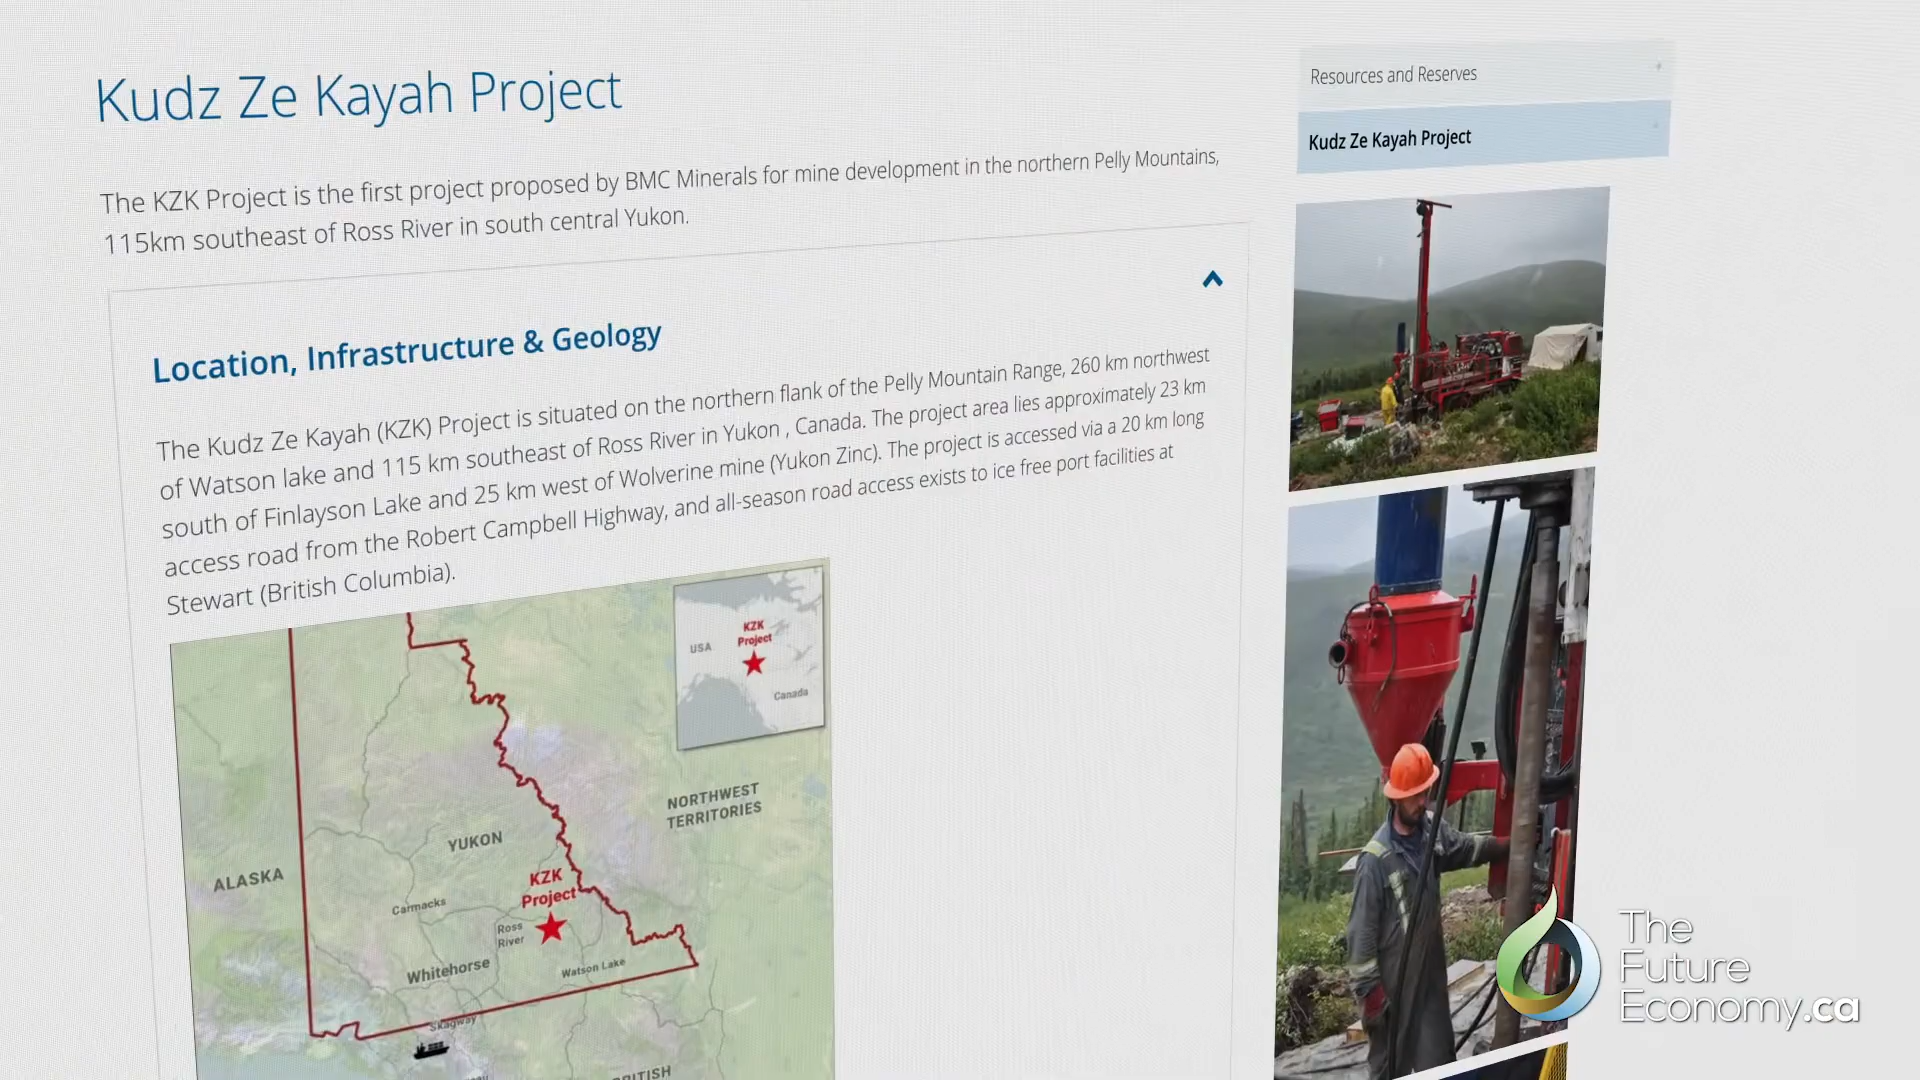 Kudz Ze Kayah Project
The KZK Project is the first project proposed by BMC Minerals for mine development in the northern Pelly Mountains,
115km southeast of Ross River in south central Yukon.
Location, Infrastructure & Geology
The Kudz Ze Kayah (KZK) Project is situated on the northern flank of the Pelly Mountain Range, 260 km northwest
of Watson lake and 115 km southeast of Ross River in Yukon , Canada. The project area lies approximately 23 km
south of Finlayson Lake and 25 km west of Wolverine mine (Yukon Zinc). The project is accessed via a 20 km long
access road from the Robert Campbell Highway, and all-season road access exists to ice free port facilities at
Stewart (British Columbia).
KZK
Project
USA
Canada
NORTHWEST
TERRITORIES
YUKON
ALASKA
KZK
Project
Carmacks
Ross
River
Whitehorse
Watson Lake
Skagway
Resources and Reserves
Kudz Ze Kayah Project
The
Future
Economy.ca